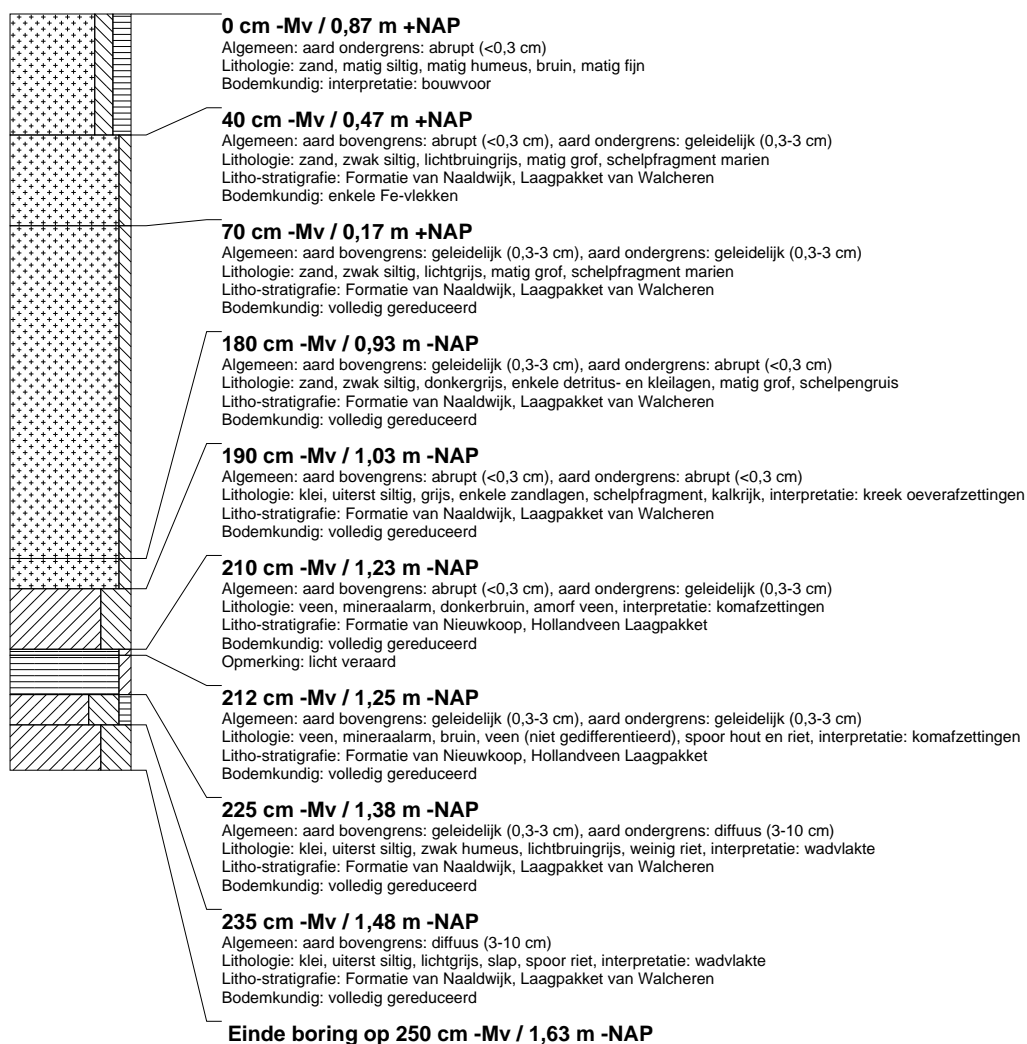 0 cm -Mv / 0,87 m +NAP
Algemeen: aard ondergrens: abrupt (<0,3 cm)
Lithologie: zand, matig siltig, matig humeus, bruin, matig fijn
Bodemkundig: interpretatie: bouwvoor
40 cm -Mv / 0,47 m +NAP
Algemeen: aard bovengrens: abrupt (<0,3 cm), aard ondergrens: geleidelijk (0,3-3 cm)
Lithologie: zand, zwak siltig, lichtbruingrijs, matig grof, schelpfragment marien
Litho-stratigrafie: Formatie van Naaldwijk, Laagpakket van Walcheren
Bodemkundig: enkele Fe-vlekken
70 cm -Mv / 0,17 m +NAP
Algemeen: aard bovengrens: geleidelijk (0,3-3 cm), aard ondergrens: geleidelijk (0,3-3 cm)
Lithologie: zand, zwak siltig, lichtgrijs, matig grof, schelpfragment marien
Litho-stratigrafie: Formatie van Naaldwijk, Laagpakket van Walcheren
Bodemkundig: volledig gereduceerd
180 cm -Mv / 0,93 m -NAP
Algemeen: aard bovengrens: geleidelijk (0,3-3 cm), aard ondergrens: abrupt (<0,3 cm)
Lithologie: zand, zwak siltig, donkergrijs, enkele detritus- en kleilagen, matig grof, schelpengruis
Litho-stratigrafie: Formatie van Naaldwijk, Laagpakket van Walcheren
Bodemkundig: volledig gereduceerd
190 cm -Mv / 1,03 m -NAP
Algemeen: aard bovengrens: abrupt (<0,3 cm), aard ondergrens: abrupt (<0,3 cm)
Lithologie: klei, uiterst siltig, grijs, enkele zandlagen, schelpfragment, kalkrijk, interpretatie: kreek oeverafzettingen
Litho-stratigrafie: Formatie van Naaldwijk, Laagpakket van Walcheren
Bodemkundig: volledig gereduceerd
210 cm -Mv / 1,23 m -NAP
Algemeen: aard bovengrens: abrupt (<0,3 cm), aard ondergrens: geleidelijk (0,3-3 cm)
Lithologie: veen, mineraalarm, donkerbruin, amorf veen, interpretatie: komafzettingen
Litho-stratigrafie: Formatie van Nieuwkoop, Hollandveen Laagpakket
Bodemkundig: volledig gereduceerd
Opmerking: licht veraard
212 cm -Mv / 1,25 m -NAP
Algemeen: aard bovengrens: geleidelijk (0,3-3 cm), aard ondergrens: geleidelijk (0,3-3 cm)
Lithologie: veen, mineraalarm, bruin, veen (niet gedifferentieerd), spoor hout en riet, interpretatie: komafzettingen
Litho-stratigrafie: Formatie van Nieuwkoop, Hollandveen Laagpakket
Bodemkundig: volledig gereduceerd
225 cm -Mv / 1,38 m -NAP
Algemeen: aard bovengrens: geleidelijk (0,3-3 cm), aard ondergrens: diffuus (3-10 cm)
Lithologie: klei, uiterst siltig, zwak humeus, lichtbruingrijs, weinig riet, interpretatie: wadvlakte
Litho-stratigrafie: Formatie van Naaldwijk, Laagpakket van Walcheren
Bodemkundig: volledig gereduceerd
235 cm -Mv / 1,48 m -NAP
Algemeen: aard bovengrens: diffuus (3-10 cm)
Lithologie: klei, uiterst siltig, lichtgrijs, slap, spoor riet, interpretatie: wadvlakte
Litho-stratigrafie: Formatie van Naaldwijk, Laagpakket van Walcheren
Bodemkundig: volledig gereduceerd
Einde boring op 250 cm -Mv / 1,63 m -NAP